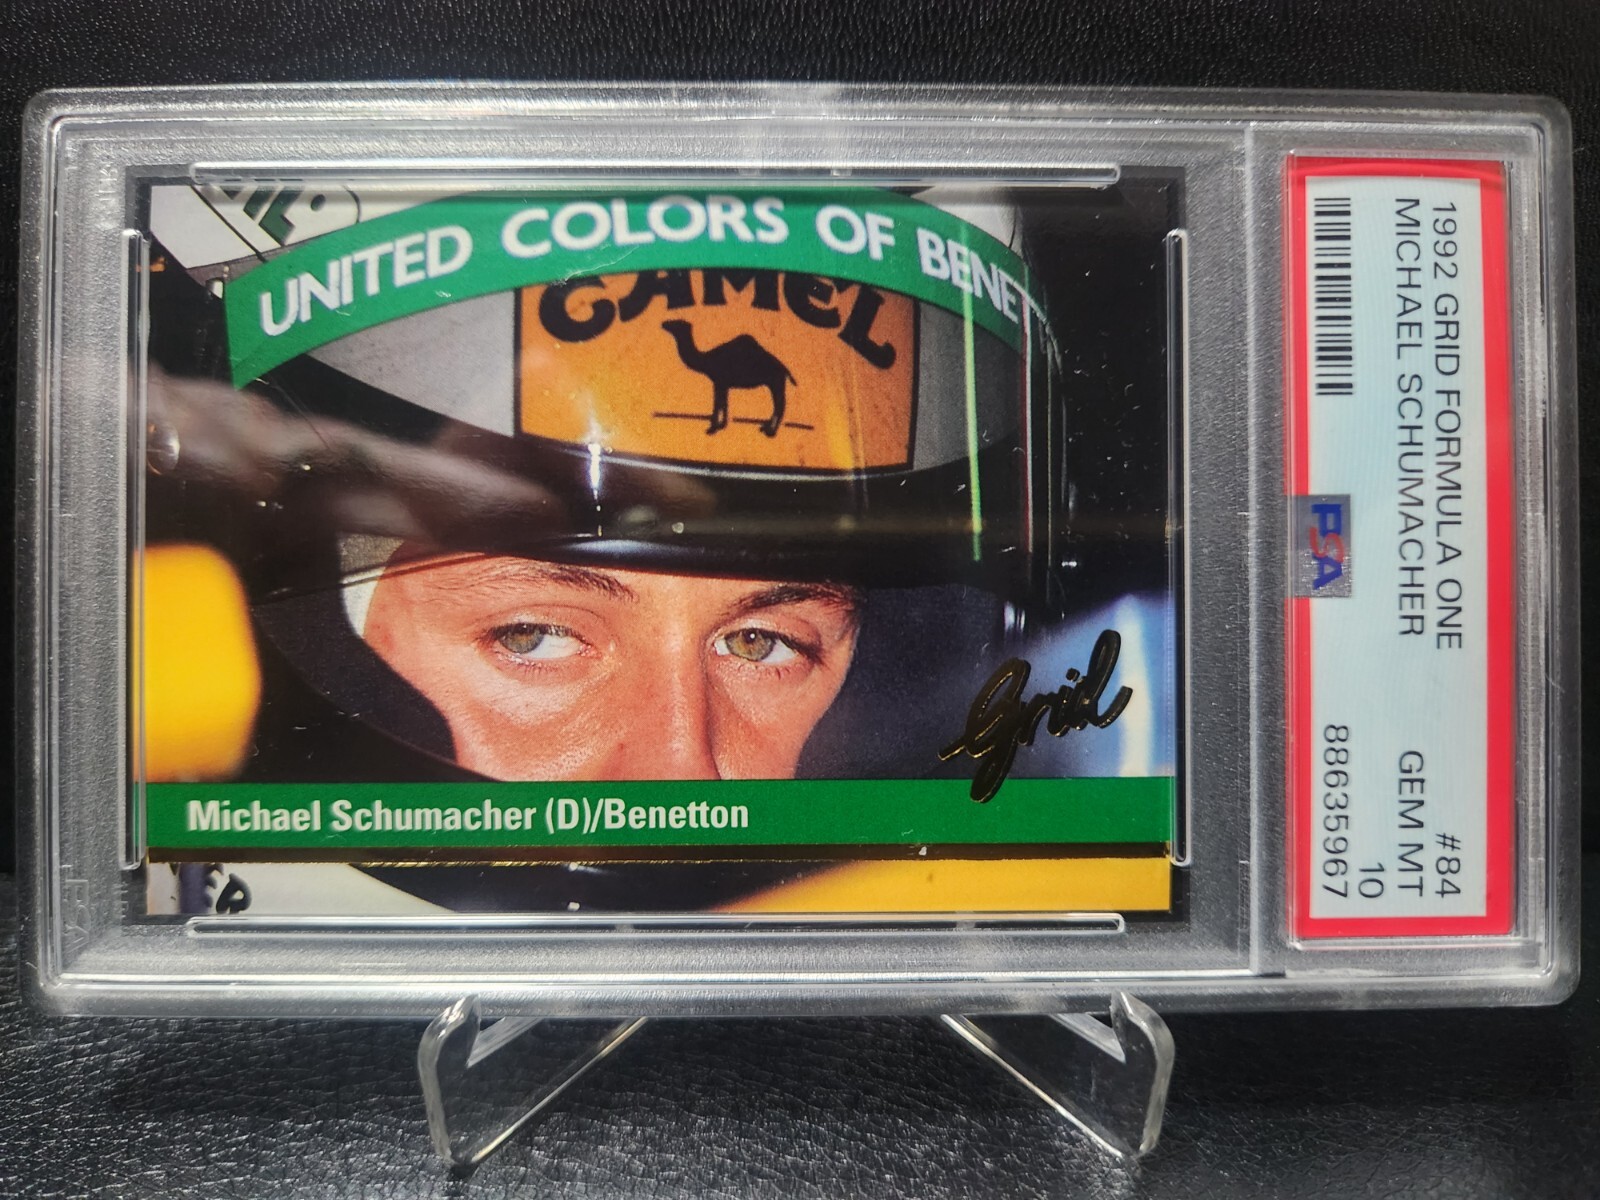 UNITED COLORS OF BENET
CAMEL
Grid
Michael Schumacher (D)/Benetton
1992 GRID FORMULA ONE #84
MICHAEL SCHUMACHER GEM MT
10
PSA 88635967